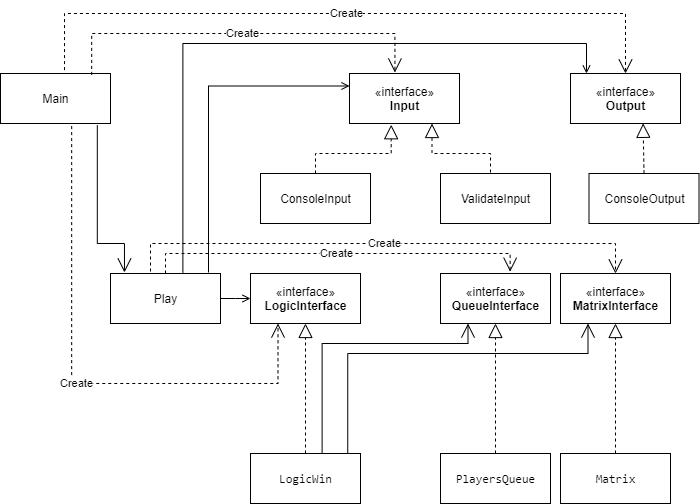 Create
Create
Main
«interface»
Input
«interface»
Output
ConsoleInput
ValidateInput
ConsoleOutput
Create
Create
Play
«interface»
LogicInterface
«interface»
QueueInterface
«interface»
MatrixInterface
Create
LogicWin
PlayersQueue
Matrix